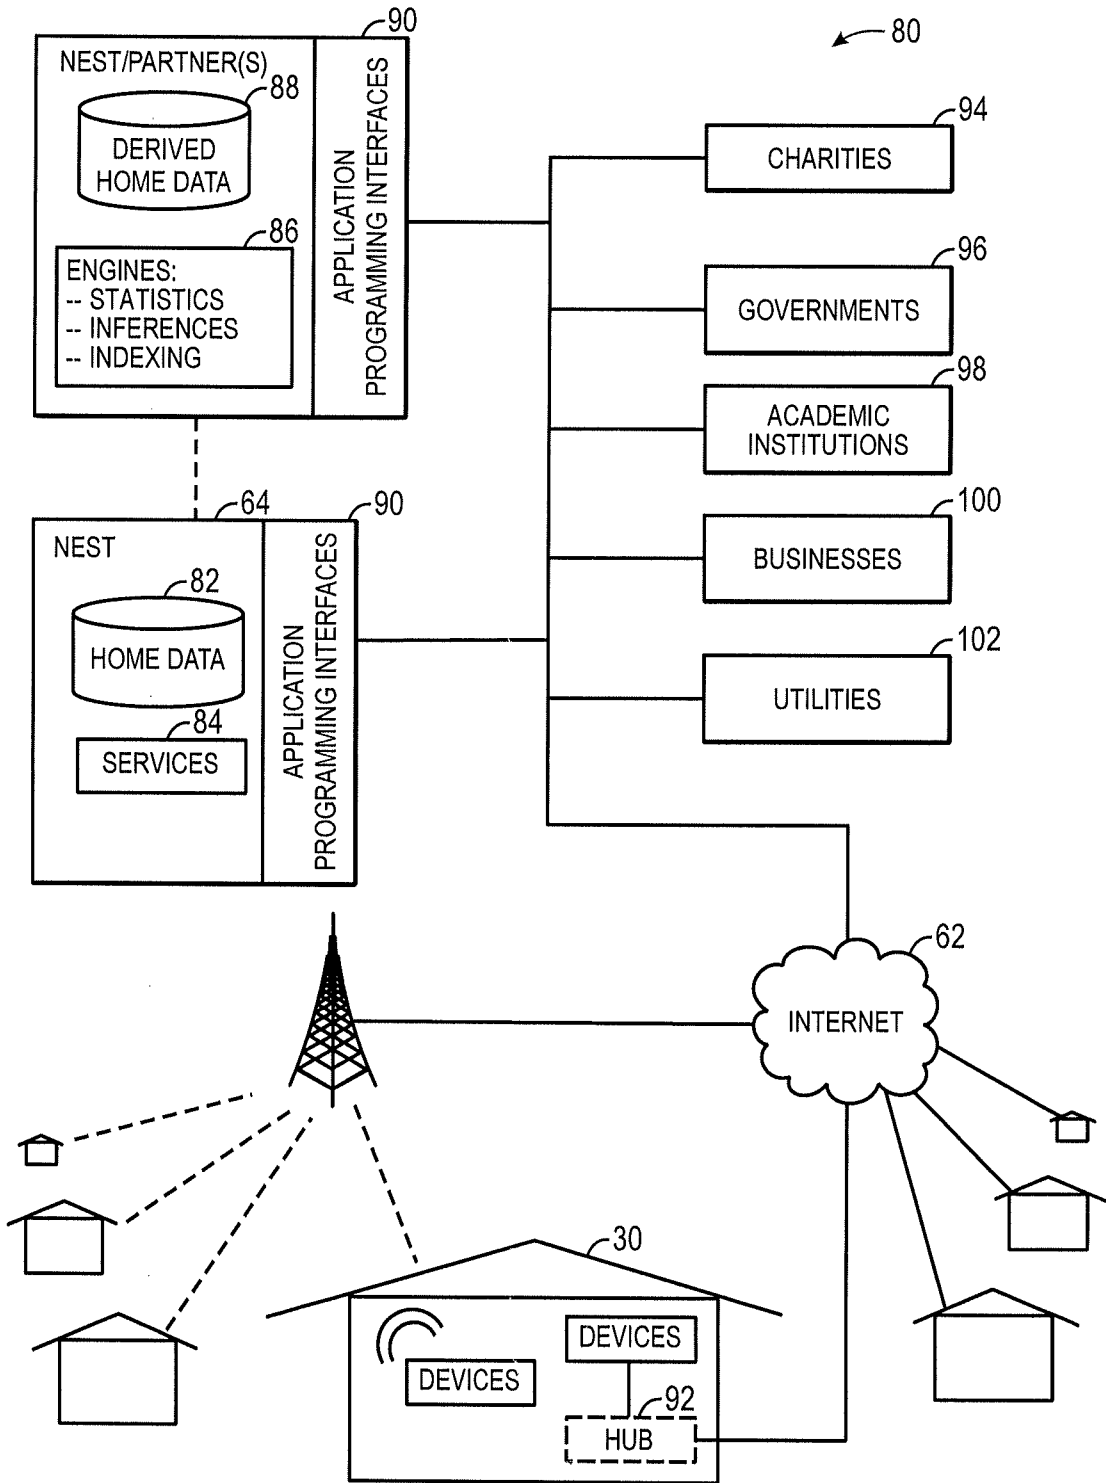 90
80
NEST/PARTNER(S)
88
DERIVED
HOME DATA
86
ENGINES:
-- STATISTICS
-- INFERENCES
-- INDEXING
APPLICATION
PROGRAMMING INTERFACES
94
CHARITIES
96
GOVERNMENTS
98
ACADEMIC
INSTITUTIONS
100
BUSINESSES
102
UTILITIES
64
90
NEST
82
HOME DATA
84
SERVICES
APPLICATION
PROGRAMMING INTERFACES
62
INTERNET
30
DEVICES
DEVICES
92
HUB